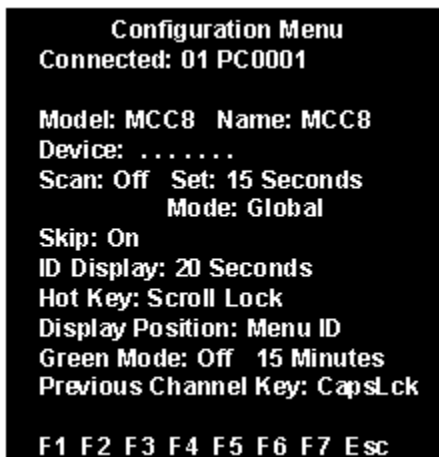 Configuration Menu
Connected: 01 PC0001
Model: MCC8 Name: MCC8
Device: .......
Scan: Off Set: 15 Seconds
Mode: Global
Skip: On
ID Display: 20 Seconds
Hot Key: Scroll Lock
Display Position: Menu ID
Green Mode: Off 15 Minutes
Previous Channel Key: CapsLck
F1 F2 F3 F4 F5 F6 F7 Esc